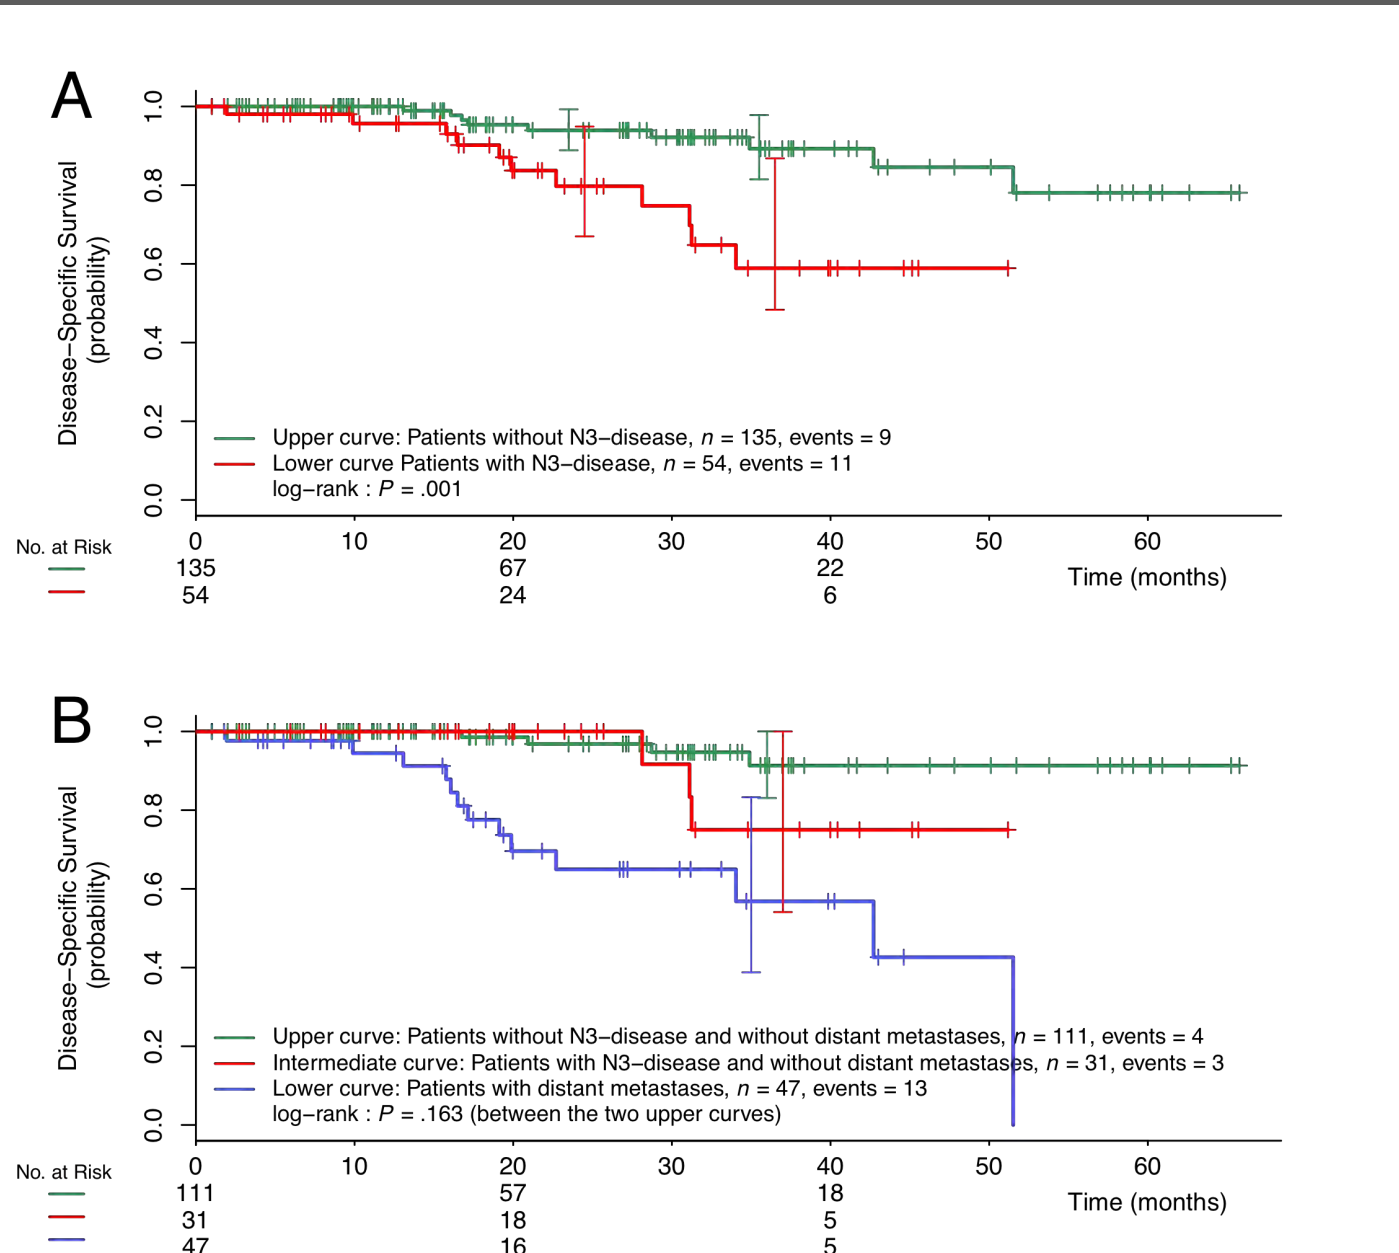 A
Disease–Specific Survival
(probability)
1.0
0.8
0.6
0.4
0.2
0.0
Upper curve: Patients without N3–disease, n = 135, events = 9
Lower curve Patients with N3–disease, n = 54, events = 11
log–rank : P = .001
0 10 20 30 40 50 60
No. at Risk
135 67 22
Time (months)
54 24 6
B
Disease–Specific Survival
(probability)
1.0
0.8
0.6
0.4
0.2
0.0
Upper curve: Patients without N3–disease and without distant metastases, n = 111, events = 4
Intermediate curve: Patients with N3–disease and without distant metastases, n = 31, events = 3
Lower curve: Patients with distant metastases, n = 47, events = 13
log–rank : P = .163 (between the two upper curves)
0 10 20 30 40 50 60
No. at Risk
111 57 18
Time (months)
31 18 5
47 16 5